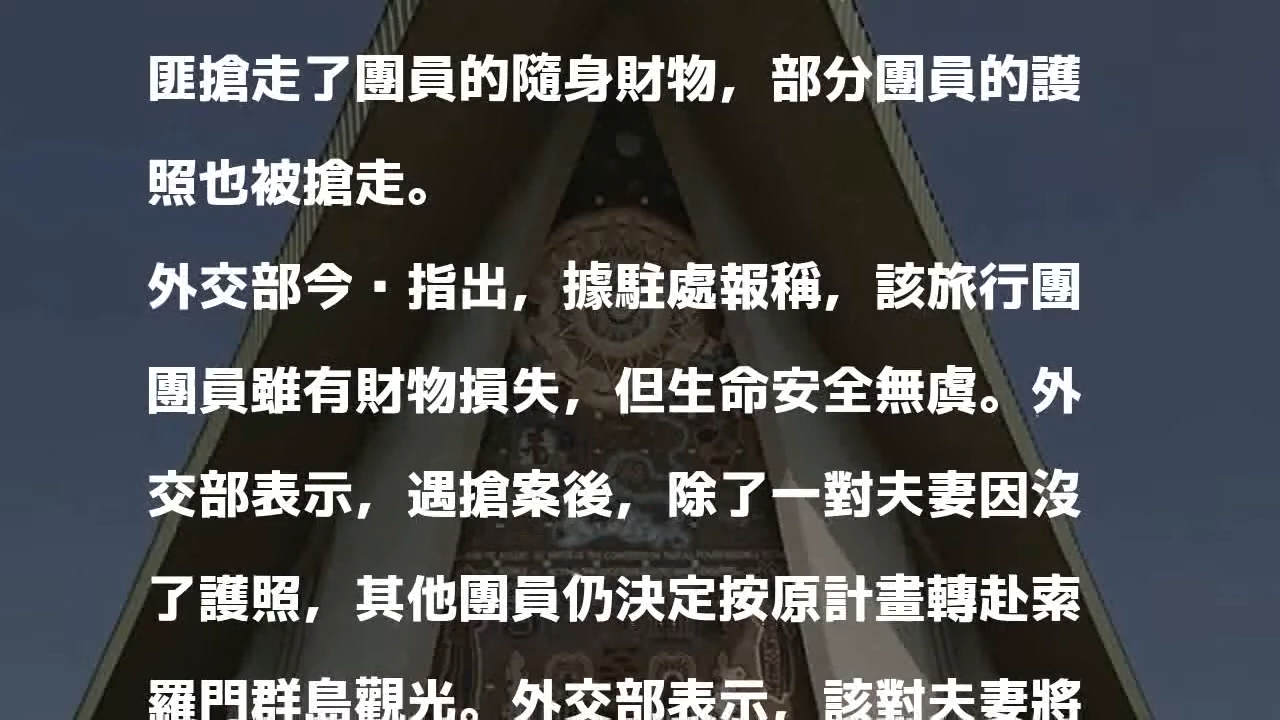 匪搶走了團員的隨身財物，部分團員的護
照也被搶走。
外交部今·指出，據駐處報稱，該旅行團
團員雖有財物損失，但生命安全無虞。外
交部表示，遇搶案後，除了一對夫妻因沒
了護照，其他團員仍決定按原計畫轉赴索
羅門群島觀光。外交部表示，該對夫妻將